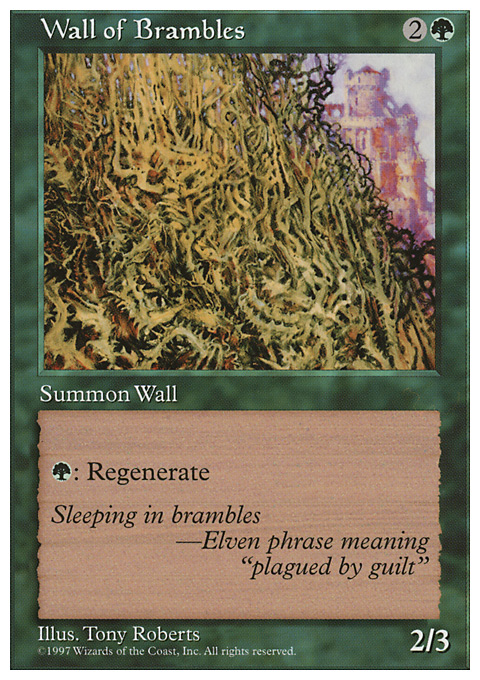 Wall of Brambles 2
Summon Wall
: Regenerate
Sleeping in brambles
—Elven phrase meaning
“plagued by guilt”
Illus. Tony Roberts
2/3
©1997 Wizards of the Coast, Inc. All rights reserved.